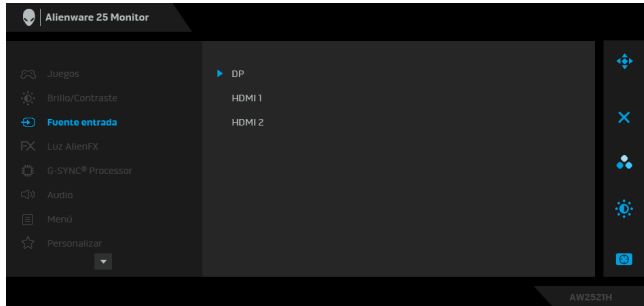 Alienware 25 Monitor
Juegos
Brillo/Contraste
Fuente entrada
Luz AlienFX
G-SYNC® Processor
Audio
Menú
Personalizar
DP
HDMI 1
HDMI 2
AW2521H